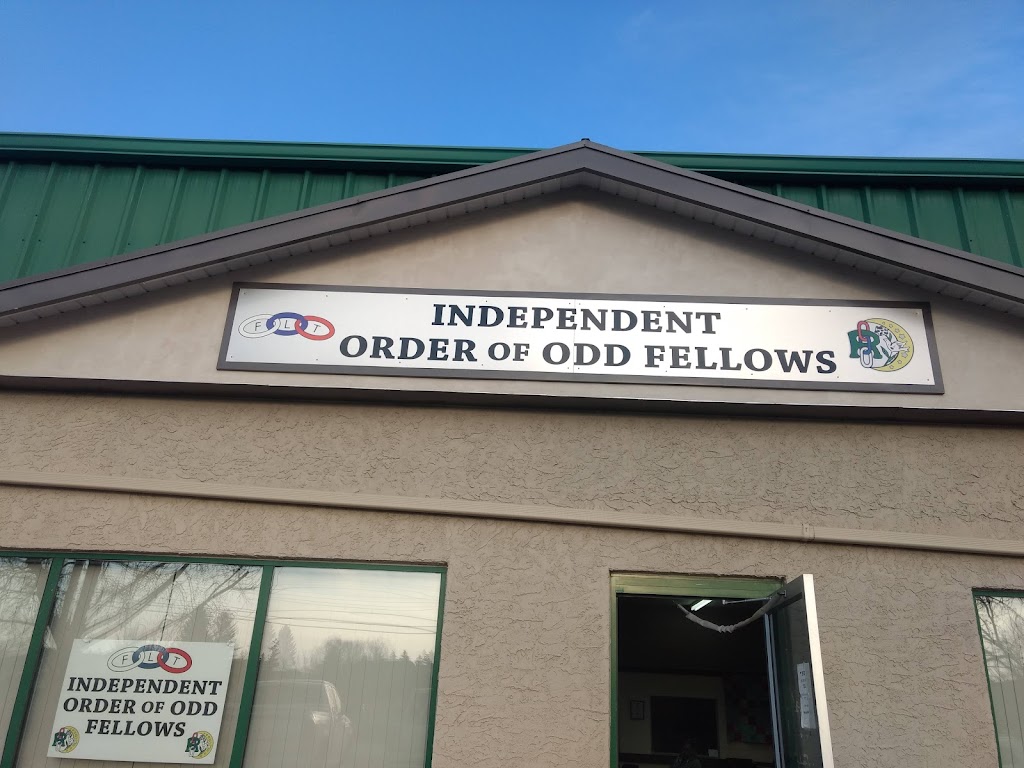 F L T
INDEPENDENT
ORDER OF ODD FELLOWS
R
F L T
INDEPENDENT
ORDER OF ODD
FELLOWS